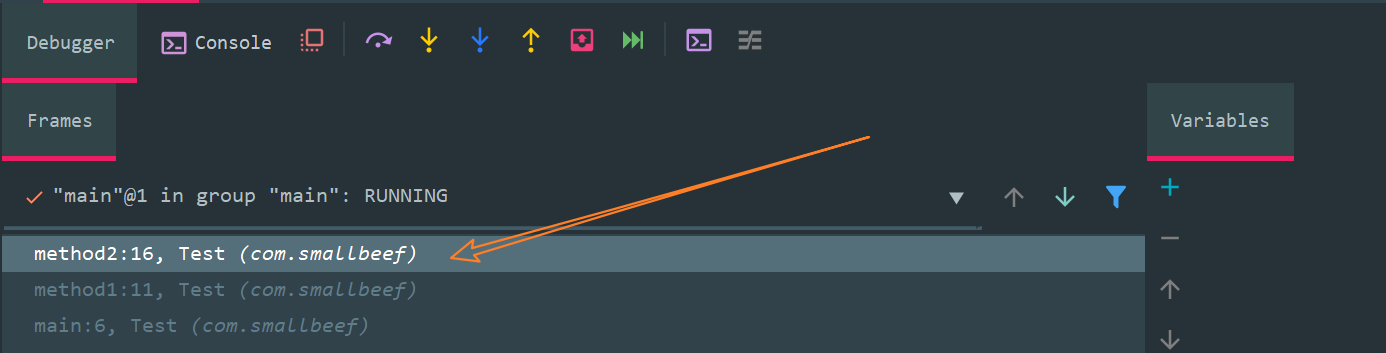 Debugger Console
Frames Variables
"main"@1 in group "main": RUNNING
method2:16, Test (com.smallbeef)
method1:11, Test (com.smallbeef)
main:6, Test (com.smallbeef)